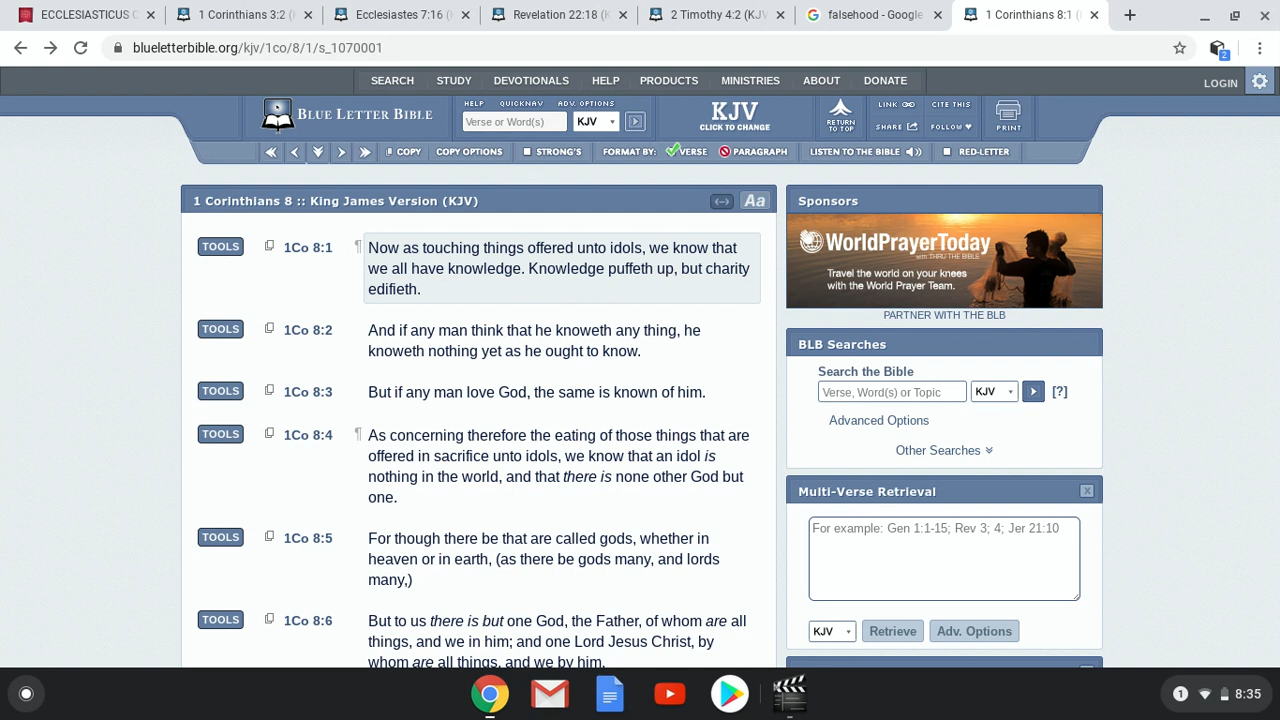 ECCLESIASTICUS C
1 Corinthians 3:2 (
Ecclesiastes 7:16 (
Revelation 22:18 (K
2 Timothy 4:2 (KJV
falsehood - Google
1 Corinthians 8:1 (
blueletterbible.org/kjv/1co/8/1/s_1070001
2
SEARCH STUDY DEVOTIONALS HELP PRODUCTS MINISTRIES ABOUT DONATE
LOGIN
BLUE LETTER BIBLE
HELP QUICKNAV ADV. OPTIONS
Verse or Word(s) KJV
KJV
CLICK TO CHANGE
RETURN
TO TOP
LINK CITE THIS
SHARE FOLLOW
PRINT
COPY COPY OPTIONS STRONG'S FORMAT BY: VERSE PARAGRAPH LISTEN TO THE BIBLE RED-LETTER
1 Corinthians 8 :: King James Version (KJV)
Aa
TOOLS 1Co 8:1 ¶ Now as touching things offered unto idols, we know that
we all have knowledge. Knowledge puffeth up, but charity
edifieth.
TOOLS 1Co 8:2 And if any man think that he knoweth any thing, he
knoweth nothing yet as he ought to know.
TOOLS 1Co 8:3 But if any man love God, the same is known of him.
TOOLS 1Co 8:4 ¶ As concerning therefore the eating of those things that are
offered in sacrifice unto idols, we know that an idol is
nothing in the world, and that there is none other God but
one.
TOOLS 1Co 8:5 For though there be that are called gods, whether in
heaven or in earth, (as there be gods many, and lords
many,)
TOOLS 1Co 8:6 But to us there is but one God, the Father, of whom are all
things, and we in him; and one Lord Jesus Christ, by
whom are all things, and we by him.
Sponsors
WorldPrayerToday
with THRU THE BIBLE
Travel the world on your knees
with the World Prayer Team.
PARTNER WITH THE BLB
BLB Searches
Search the Bible
Verse, Word(s) or Topic KJV [?]
Advanced Options
Other Searches
Multi-Verse Retrieval
For example: Gen 1:1-15; Rev 3; 4; Jer 21:10
KJV Retrieve Adv. Options
1 8:35